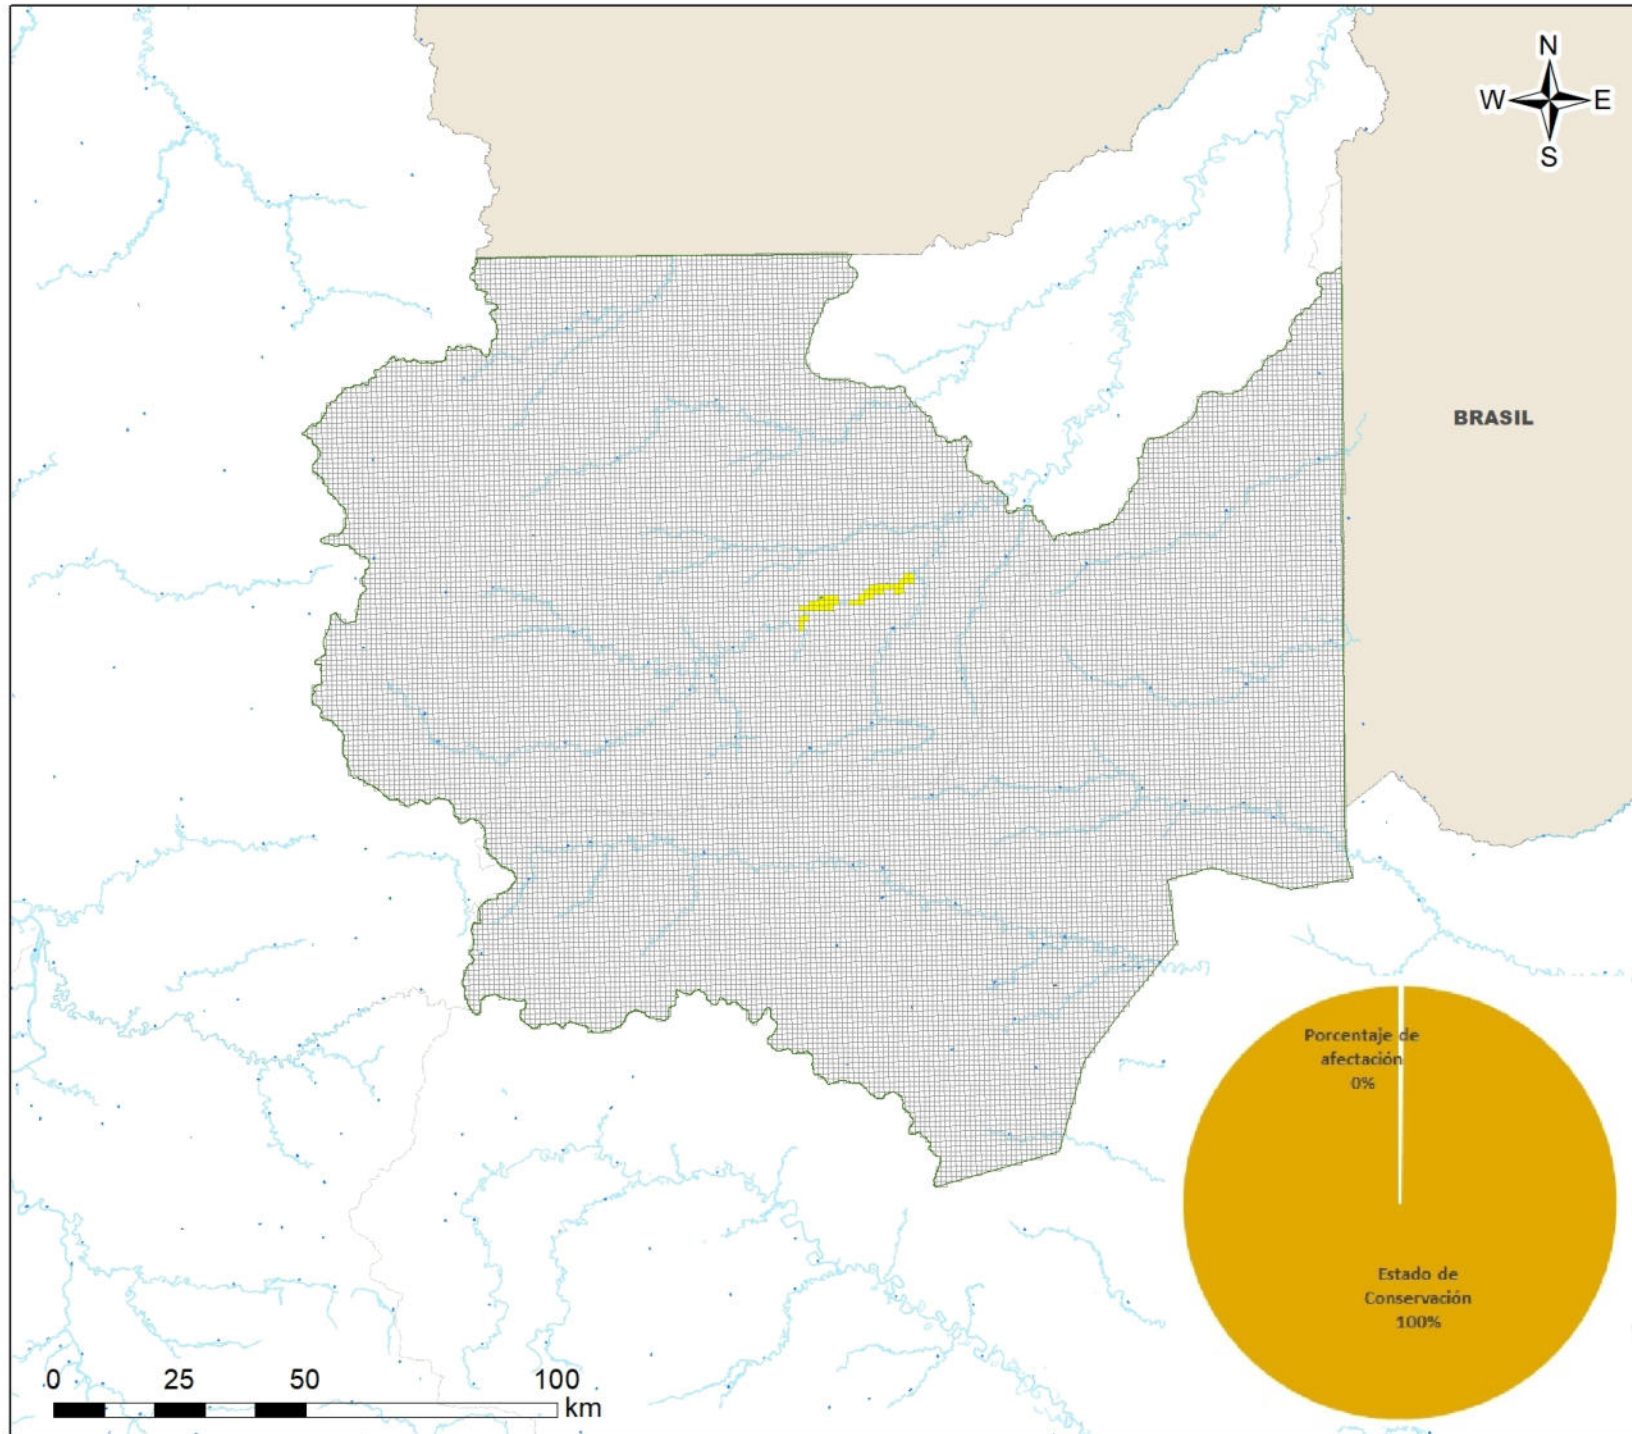 N
W E
S
BRASIL
Porcentaje de
afectación
0%
Estado de
Conservación
100%
0 25 50 100
km